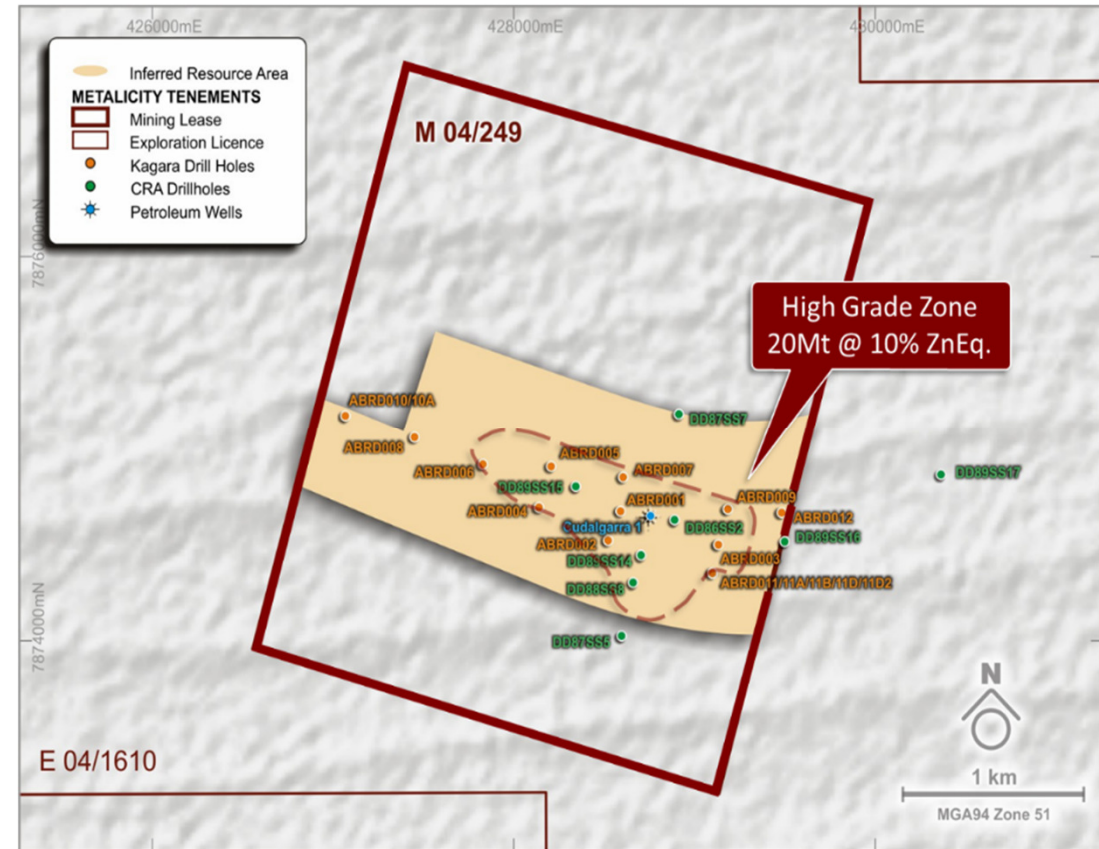 426000mE
428000mE
430000mE
Inferred Resource Area
METALICITY TENEMENTS
Mining Lease
Exploration Licence
Kagara Drill Holes
CRA Drillholes
Petroleum Wells
M 04/249
7876000mN
High Grade Zone
20Mt @ 10% ZnEq.
ABRD010/10A
DD87SS7
ABRD008
ABRD005
ABRD006
ABRD007
DD89SS17
DD89SS15
ABRD001
ABRD009
ABRD004
ABRD012
Cudalgarra 1
DD86SS2
ABRD002
DD89SS16
DD89SS14
ABRD003
ABRD011/11A/11B/11D/11D2
DD88SS8
7874000mN
DD87SS5
E 04/1610
N
1 km
MGA94 Zone 51